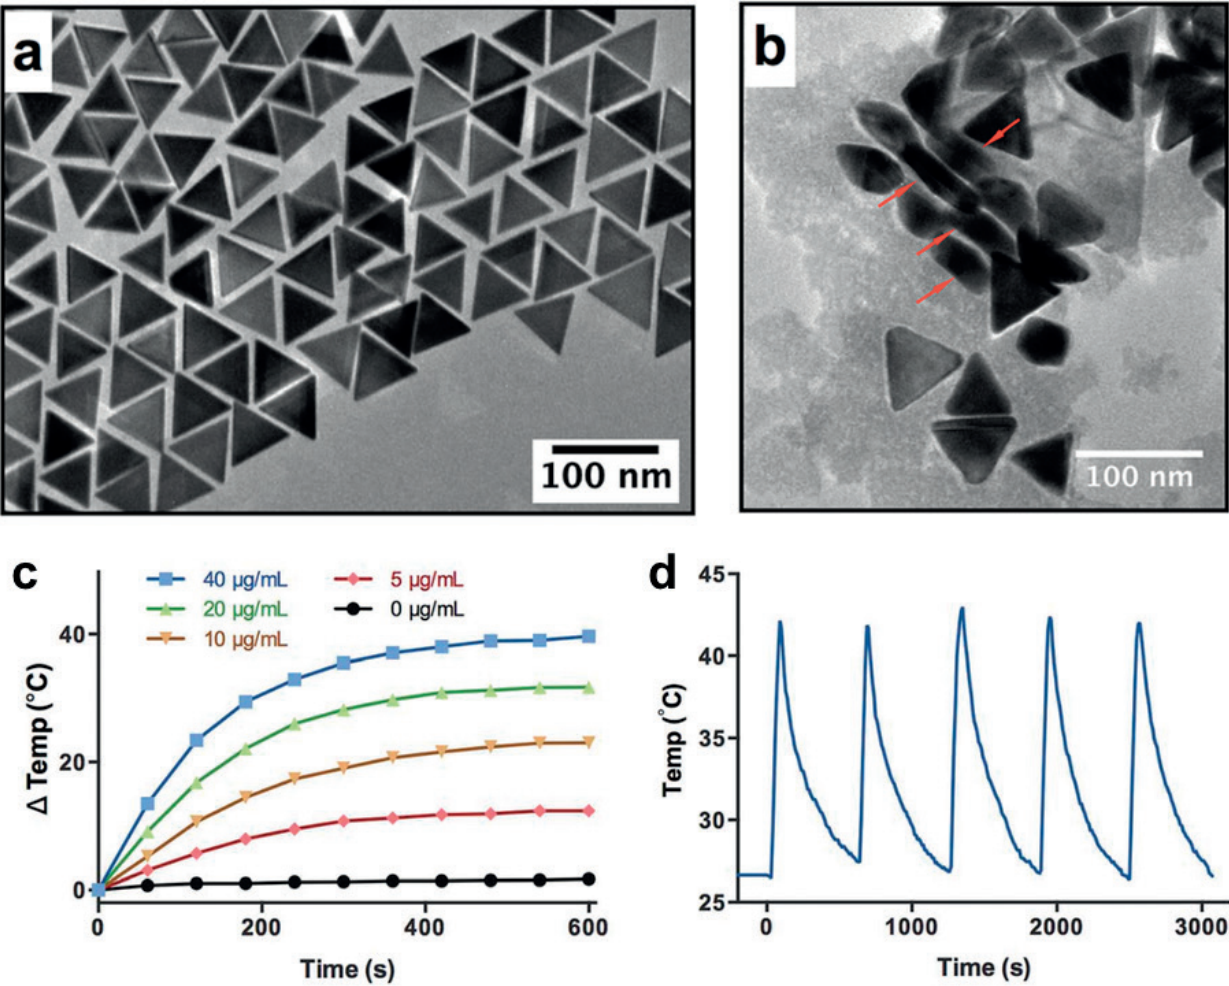 a
b
100 nm
100 nm
c
40 µg/mL
20 µg/mL
10 µg/mL
5 µg/mL
0 µg/mL
40
20
0
Δ Temp (°C)
0
200
400
600
Time (s)
d
45
40
35
30
25
Temp (°C)
0
1000
2000
3000
Time (s)